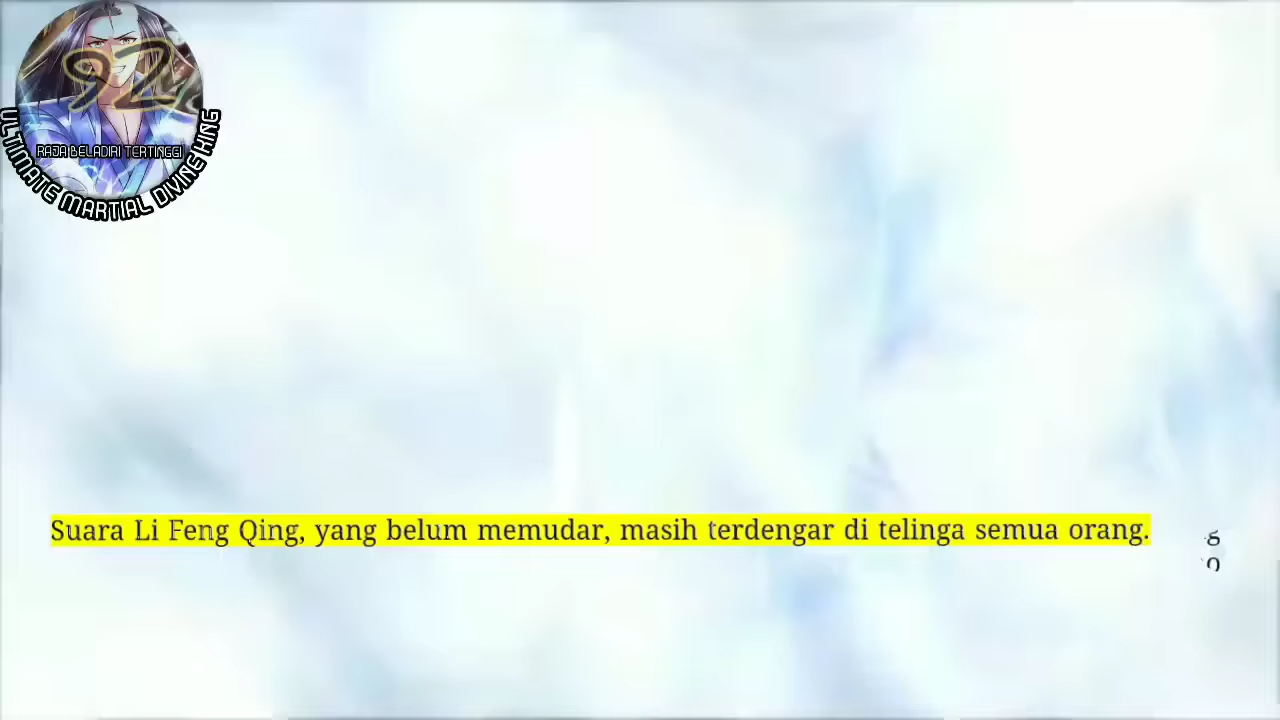 92
RAJA BELADIRI TERTINGGI
ULTIMATE MARTIAL DIVINE KING
Suara Li Feng Qing, yang belum memudar, masih terdengar di telinga semua orang.
g